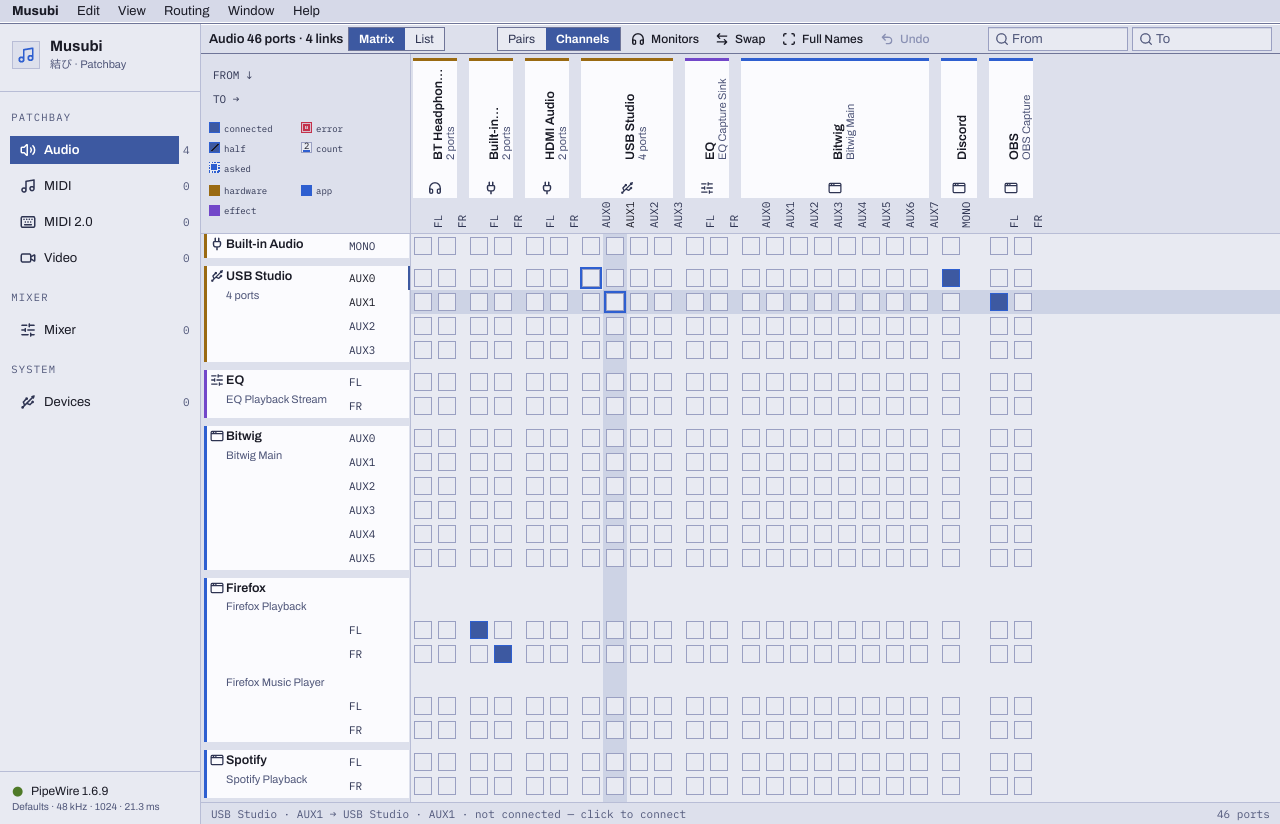 Musubi Edit View Routing Window Help
Musubi
結び · Patchbay
PATCHBAY
Audio 4
MIDI 0
MIDI 2.0 0
Video 0
MIXER
Mixer 0
SYSTEM
Devices 0
PipeWire 1.6.9
Defaults · 48 kHz · 1024 · 21.3 ms
Audio 46 ports · 4 links Matrix List Pairs Channels Monitors Swap Full Names Undo From To
FROM ↓
TO →
connected error
half 2 count
asked
hardware app
effect
BT Headphon… 2 ports
Built-in… 2 ports
HDMI Audio 2 ports
USB Studio 4 ports
EQ EQ Capture Sink
Bitwig Bitwig Main
Discord
OBS OBS Capture
FL FR FL FR FL FR AUX0 AUX1 AUX2 AUX3 FL FR AUX0 AUX1 AUX2 AUX3 AUX4 AUX5 AUX6 AUX7 MONO FL FR
Built-in Audio MONO
USB Studio AUX0
4 ports AUX1
AUX2
AUX3
EQ FL
EQ Playback Stream FR
Bitwig AUX0
Bitwig Main AUX1
AUX2
AUX3
AUX4
AUX5
Firefox
Firefox Playback
FL
FR
Firefox Music Player
FL
FR
Spotify FL
Spotify Playback FR
USB Studio · AUX1 → USB Studio · AUX1 · not connected — click to connect 46 ports